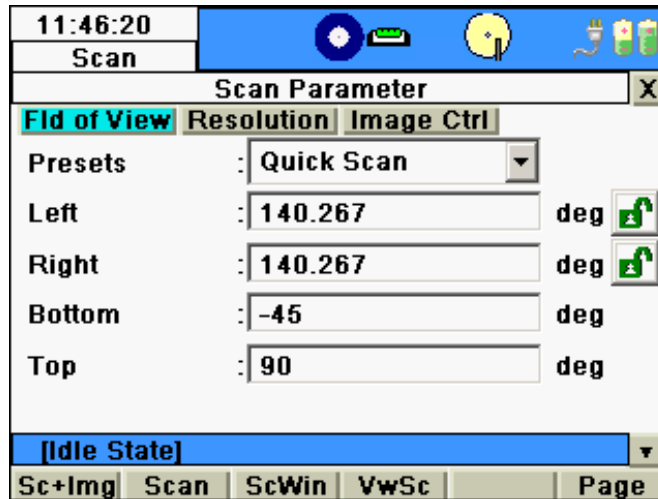 11:46:20
Scan
Scan Parameter X
Fld of View Resolution Image Ctrl
Presets : Quick Scan
Left : 140.267 deg
Right : 140.267 deg
Bottom : -45 deg
Top : 90 deg
[Idle State]
Sc+Img Scan ScWin VwSc Page